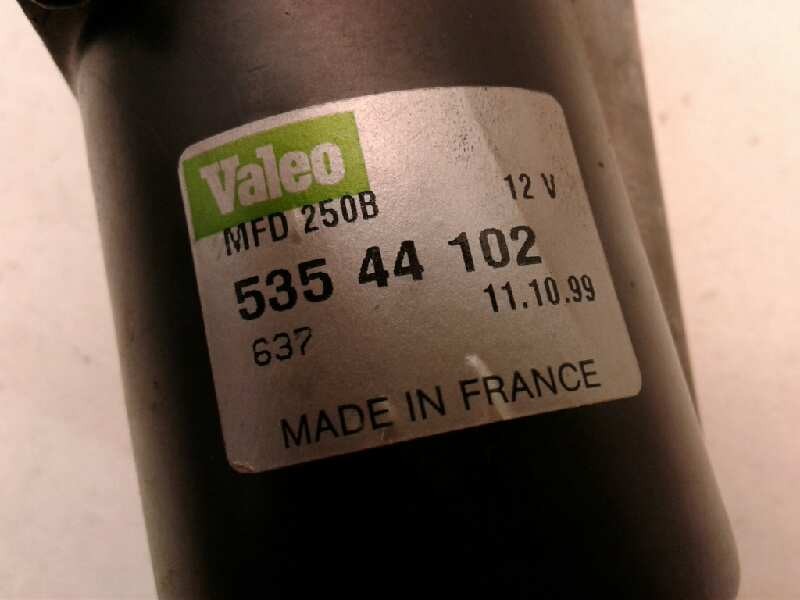 Valeo
MFD 250B 12 V
535 44 102
11.10.99
637
MADE IN FRANCE